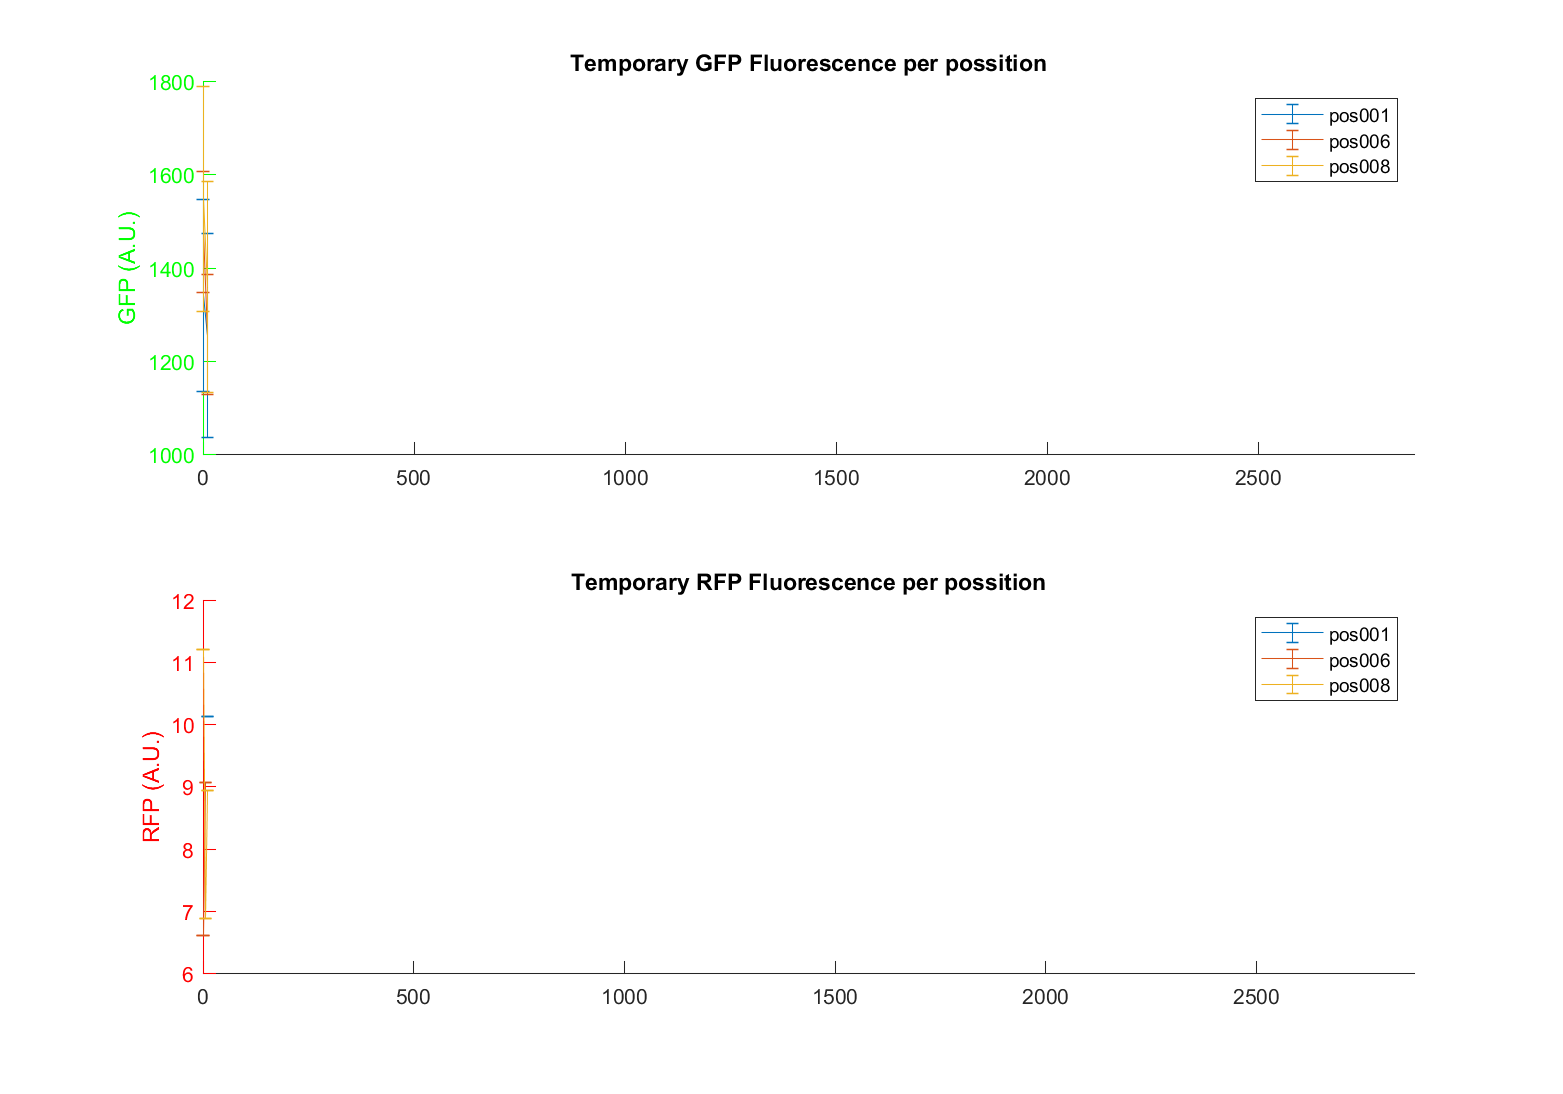 Temporary GFP Fluorescence per possition
1800
1600
1400
1200
1000
GFP (A.U.)
0 500 1000 1500 2000 2500
pos001
pos006
pos008
Temporary RFP Fluorescence per possition
12
11
10
9
8
7
6
RFP (A.U.)
0 500 1000 1500 2000 2500
pos001
pos006
pos008